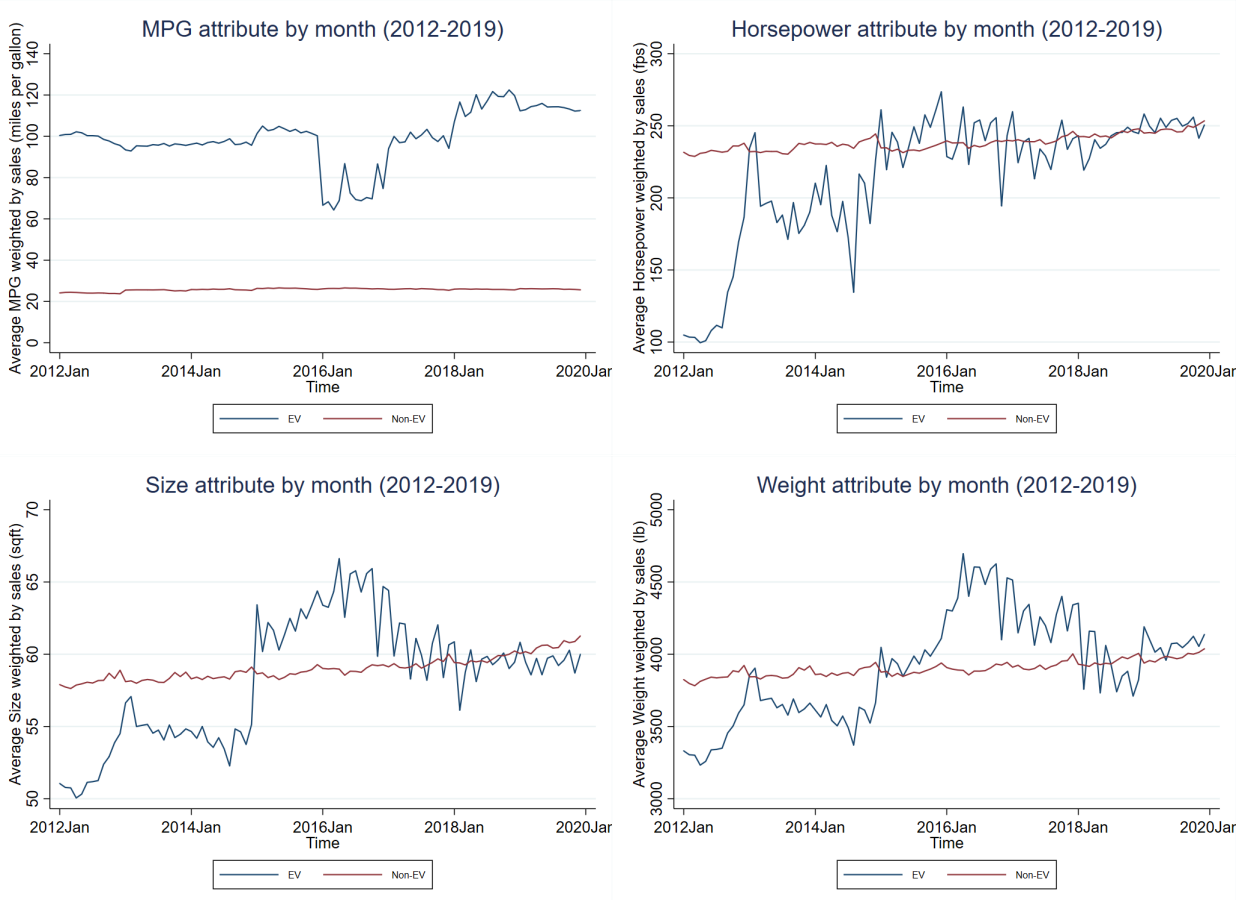 MPG attribute by month (2012-2019)
Average MPG weighted by sales (miles per gallon)
140
120
100
80
60
40
20
0
2012Jan 2014Jan 2016Jan 2018Jan 2020Jan
Time
EV Non-EV
Horsepower attribute by month (2012-2019)
Average Horsepower weighted by sales (fps)
300
250
200
150
100
2012Jan 2014Jan 2016Jan 2018Jan 2020Jan
Time
EV Non-EV
Size attribute by month (2012-2019)
Average Size weighted by sales (sqft)
70
65
60
55
50
2012Jan 2014Jan 2016Jan 2018Jan 2020Jan
Time
EV Non-EV
Weight attribute by month (2012-2019)
Average Weight weighted by sales (lb)
5000
4500
4000
3500
3000
2012Jan 2014Jan 2016Jan 2018Jan 2020Jan
Time
EV Non-EV